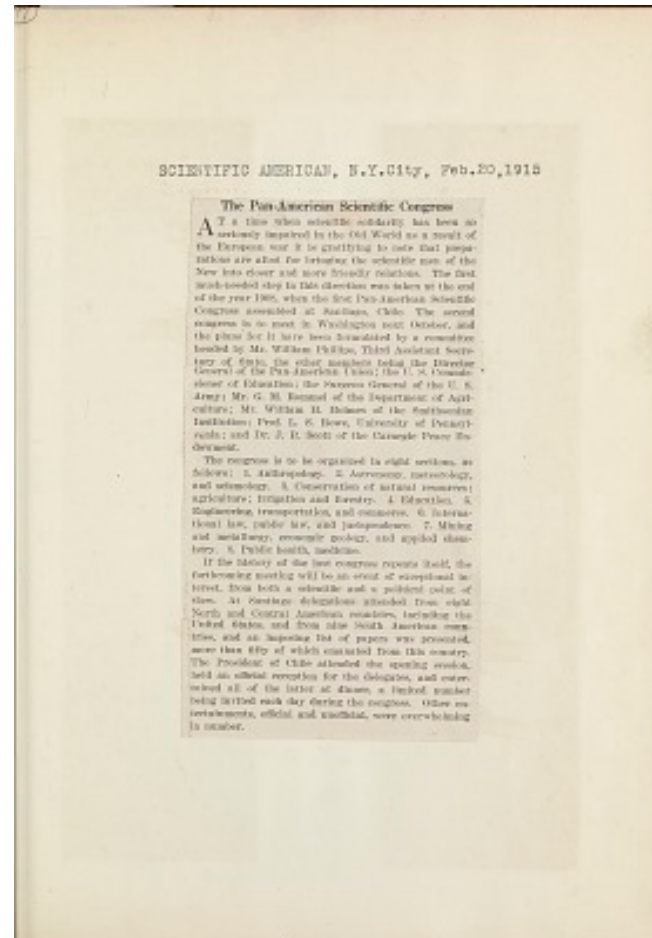 SCIENTIFIC AMERICAN, N.Y.City, Feb.20,1915
The Pan-American Scientific Congress
AT a time when scientific solidarity has been so
seriously impaired in the Old World as a result of
the European war it is gratifying to note that prepa-
rations are afoot for bringing the scientific men of the
New into closer and more friendly relations. The first
much-needed step in this direction was taken at the end
of the year 1908, when the first Pan-American Scientific
Congress assembled at Santiago, Chile. The second
congress is to meet in Washington next October, and
the plans for it have been formulated by a committee
headed by Mr. William Phillips, Third Assistant Secre-
tary of State, the other members being the Director
General of the Pan-American Union; the U. S. Commis-
sioner of Education; the Surgeon General of the U. S.
Army; Mr. G. M. Rommel of the Department of Agri-
culture; Mr. William H. Holmes of the Smithsonian
Institution; Prof. L. S. Rowe, University of Pennsyl-
vania; and Dr. J. B. Scott of the Carnegie Peace En-
dowment.
The congress is to be organized in eight sections, as
follows: 1. Anthropology. 2. Astronomy, meteorology,
and seismology. 3. Conservation of natural resources;
agriculture; irrigation and forestry. 4. Education. 5.
Engineering, transportation, and commerce. 6. Interna-
tional law, public law, and jurisprudence. 7. Mining
and metallurgy, economic geology, and applied chem-
istry. 8. Public health, medicine.
If the history of the last congress repeats itself, the
forthcoming meeting will be an event of exceptional in-
terest, from both a scientific and a political point of
view. At Santiago delegations attended from eight
North and Central American countries, including the
United States, and from nine South American coun-
tries, and an imposing list of papers was presented,
more than fifty of which emanated from this country.
The President of Chile attended the opening session,
held an official reception for the delegates, and enter-
tained all of the latter at dinner, a limited number
being invited each day during the congress. Other en-
tertainments, official and unofficial, were overwhelming
in number.